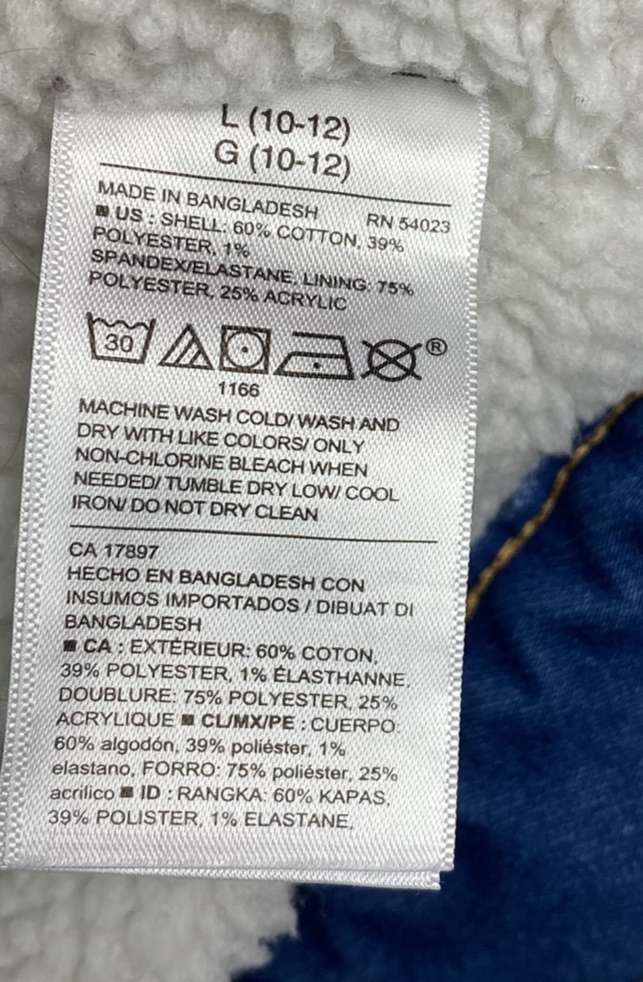 L (10-12)
G (10-12)
MADE IN BANGLADESH RN 54023
■ US : SHELL: 60% COTTON, 39%
POLYESTER, 1%
SPANDEX/ELASTANE, LINING: 75%
POLYESTER, 25% ACRYLIC
30 ®
1166
MACHINE WASH COLD/ WASH AND
DRY WITH LIKE COLORS/ ONLY
NON-CHLORINE BLEACH WHEN
NEEDED/ TUMBLE DRY LOW/ COOL
IRON/ DO NOT DRY CLEAN
CA 17897
HECHO EN BANGLADESH CON
INSUMOS IMPORTADOS / DIBUAT DI
BANGLADESH
■ CA : EXTÉRIEUR: 60% COTON,
39% POLYESTER, 1% ÉLASTHANNE,
DOUBLURE: 75% POLYESTER, 25%
ACRYLIQUE ■ CL/MX/PE : CUERPO:
60% algodón, 39% poliéster, 1%
elastano, FORRO: 75% poliéster, 25%
acrilico ■ ID : RANGKA: 60% KAPAS,
39% POLISTER, 1% ELASTANE,